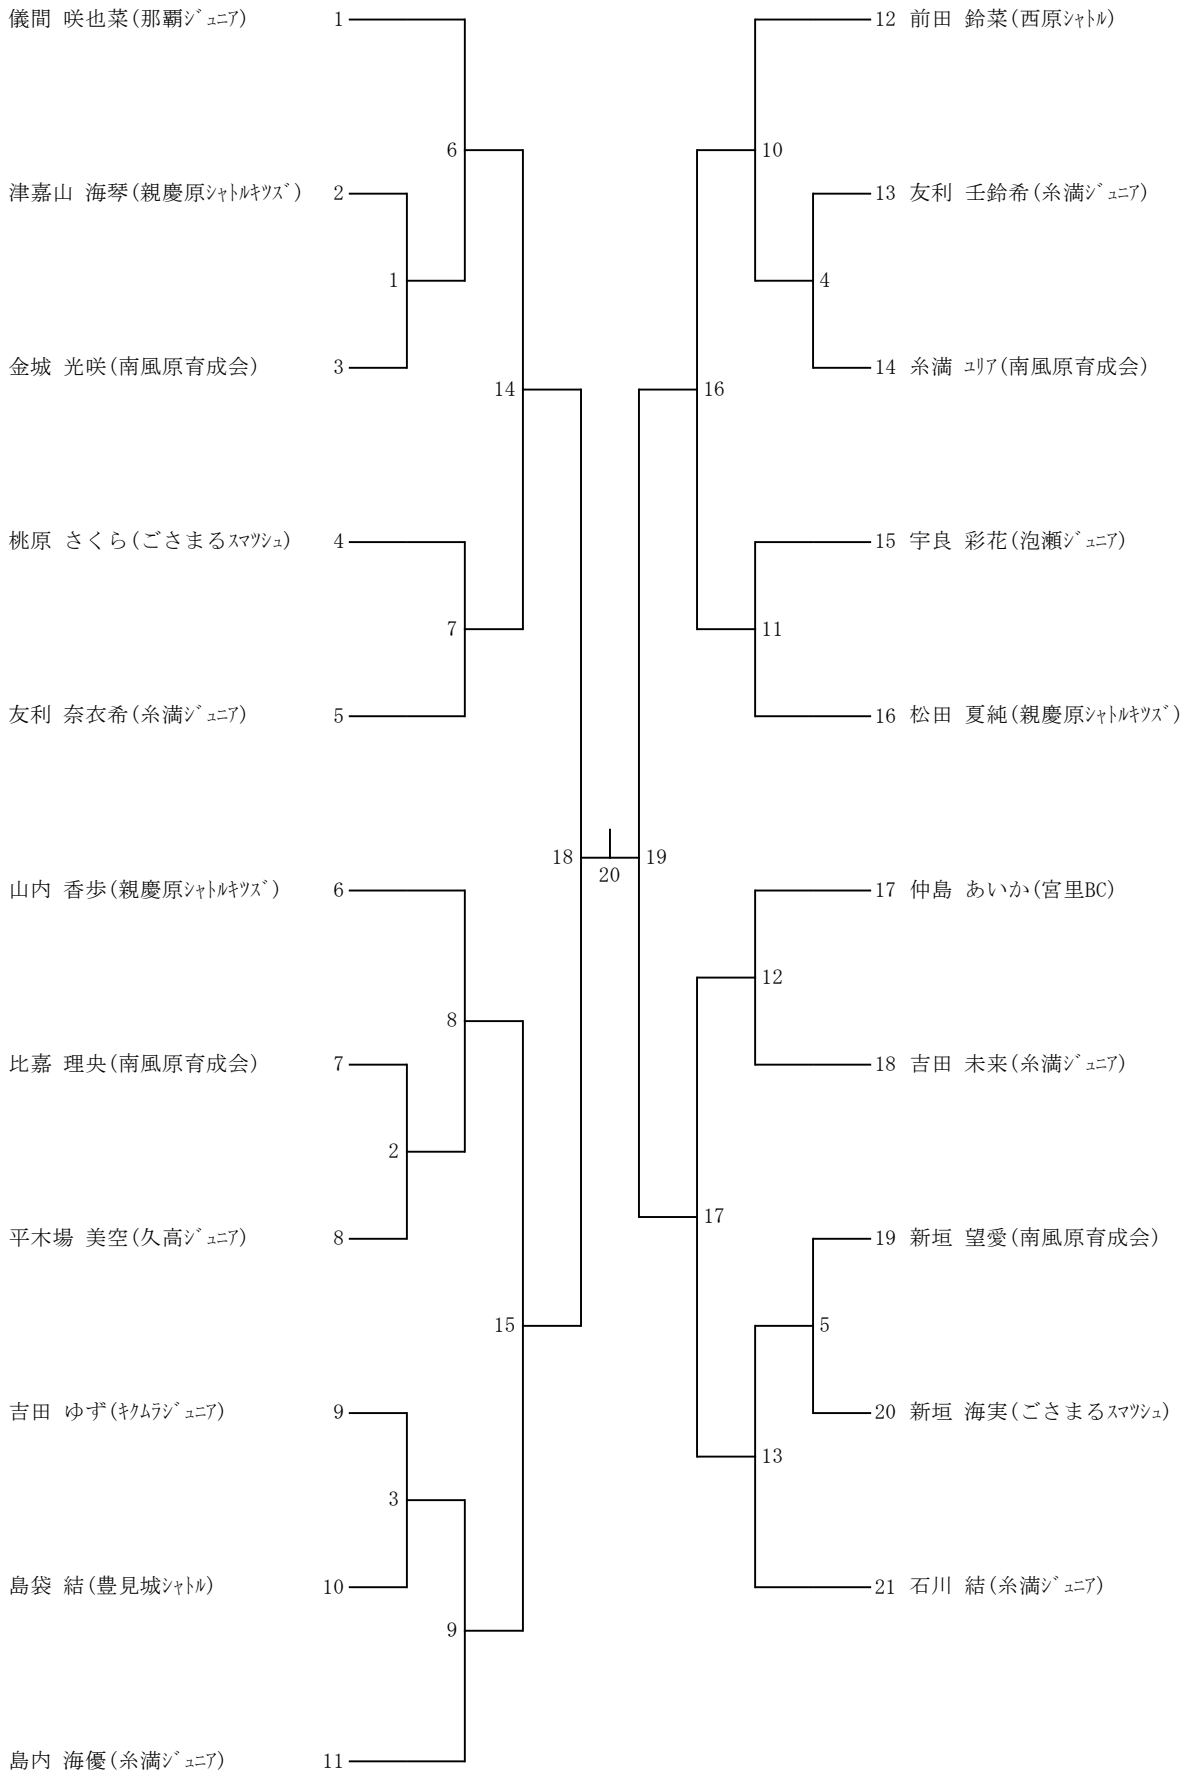 儀間 咲也菜(那覇ｼﾞｭﾆｱ) 1
津嘉山 海琴(親慶原ｼｬﾄﾙｷｯｽﾞ) 2
金城 光咲(南風原育成会) 3
桃原 さくら(ごさまるｽﾏｯｼｭ) 4
友利 奈衣希(糸満ｼﾞｭﾆｱ) 5
山内 香歩(親慶原ｼｬﾄﾙｷｯｽﾞ) 6
比嘉 理央(南風原育成会) 7
平木場 美空(久高ｼﾞｭﾆｱ) 8
吉田 ゆず(ｷｸﾑﾗｼﾞｭﾆｱ) 9
島袋 結(豊見城ｼｬﾄﾙ) 10
島内 海優(糸満ｼﾞｭﾆｱ) 11
1
2
3
6
7
8
9
14
15
18
20
19
16
17
10
11
12
13
4
5
12 前田 鈴菜(西原ｼｬﾄﾙ)
13 友利 壬鈴希(糸満ｼﾞｭﾆｱ)
14 糸満 ﾕﾘｱ(南風原育成会)
15 宇良 彩花(泡瀬ｼﾞｭﾆｱ)
16 松田 夏純(親慶原ｼｬﾄﾙｷｯｽﾞ)
17 仲島 あいか(宮里BC)
18 吉田 未来(糸満ｼﾞｭﾆｱ)
19 新垣 望愛(南風原育成会)
20 新垣 海実(ごさまるｽﾏｯｼｭ)
21 石川 結(糸満ｼﾞｭﾆｱ)